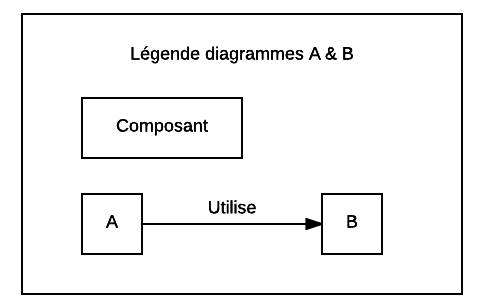 Légende diagrammes A & B
Composant
Utilise
A
B